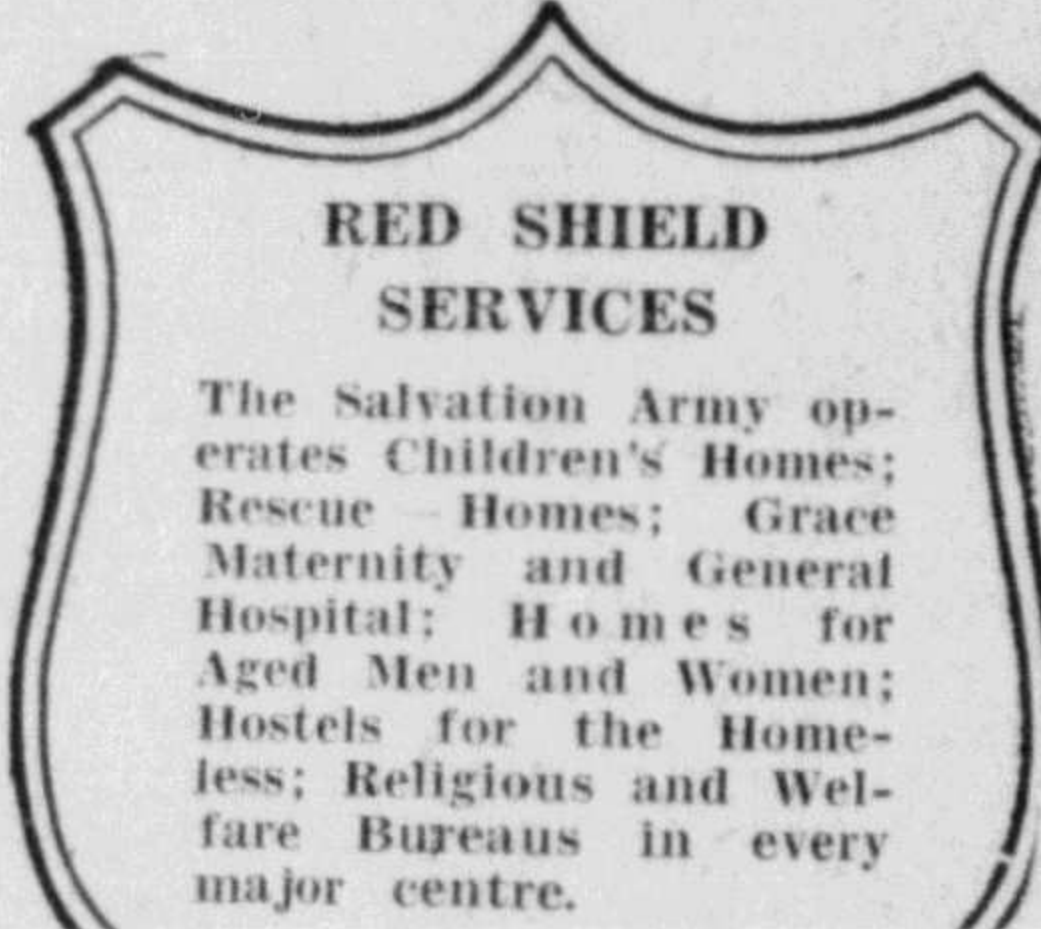 RED SHIELD
SERVICES
The Salvation Army op-
erates Children's Homes;
Rescue Homes; Grace
Maternity and General
Hospital; Homes for
Aged Men and Women;
Hostels for the Home-
less; Religious and Wel-
fare Bureaus in every
major centre.